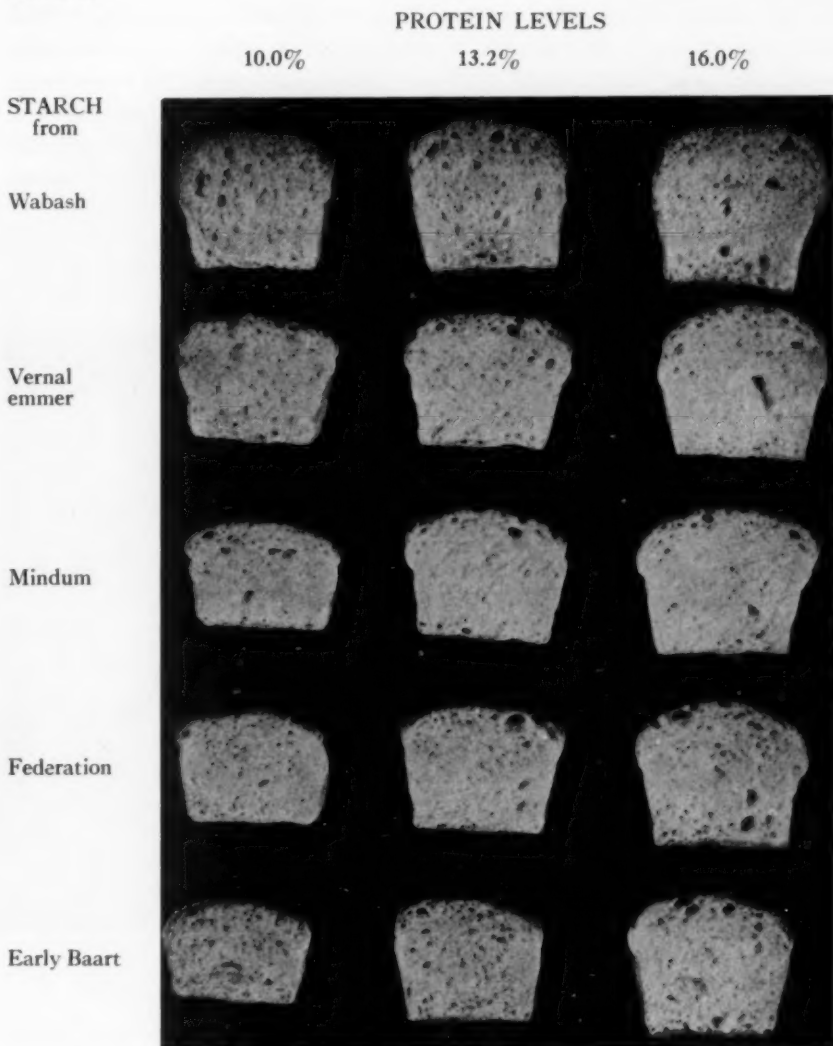 PROTEIN LEVELS
10.0% 13.2% 16.0%
STARCH
from
Wabash
Vernal
emmer
Mindum
Federation
Early Baart